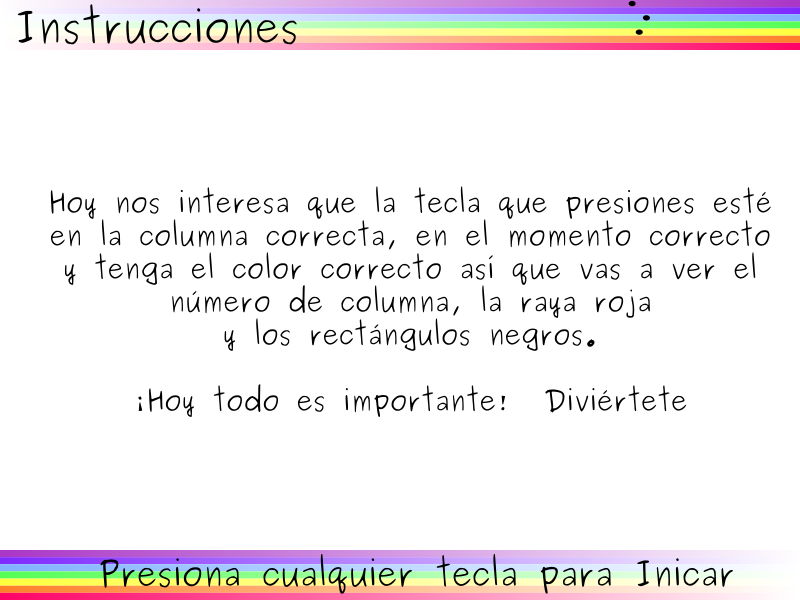 Instrucciones
Hoy nos interesa que la tecla que presiones esté
en la columna correcta, en el momento correcto
y tenga el color correcto así que vas a ver el
número de columna, la raya roja
y los rectángulos negros.
¡Hoy todo es importante!  Diviértete
Presiona cualquier tecla para Inicar